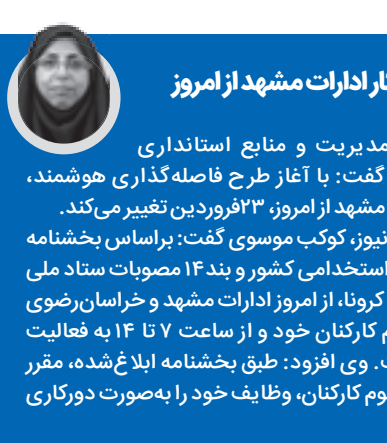 ار ادارات مشهد از امروز
مدیریت و منابع استانداری
گفت: با آغاز طرح فاصله‌گذاری هوشمند،
مشهد از امروز، ۲۳فروردین تغییر می‌کند.
نیوز، کوکب موسوی گفت: براساس بخشنامه
استخدامی کشور و بند۱۴ مصوبات ستاد ملی
کرونا، از امروز ادارات مشهد و خراسان‌رضوی
م کارکنان خود و از ساعت ۷ تا ۱۴ به فعالیت
ت. وی افزود: طبق بخشنامه ابلاغ‌شده، مقرر
وم کارکنان، وظایف خود را به‌صورت دورکاری